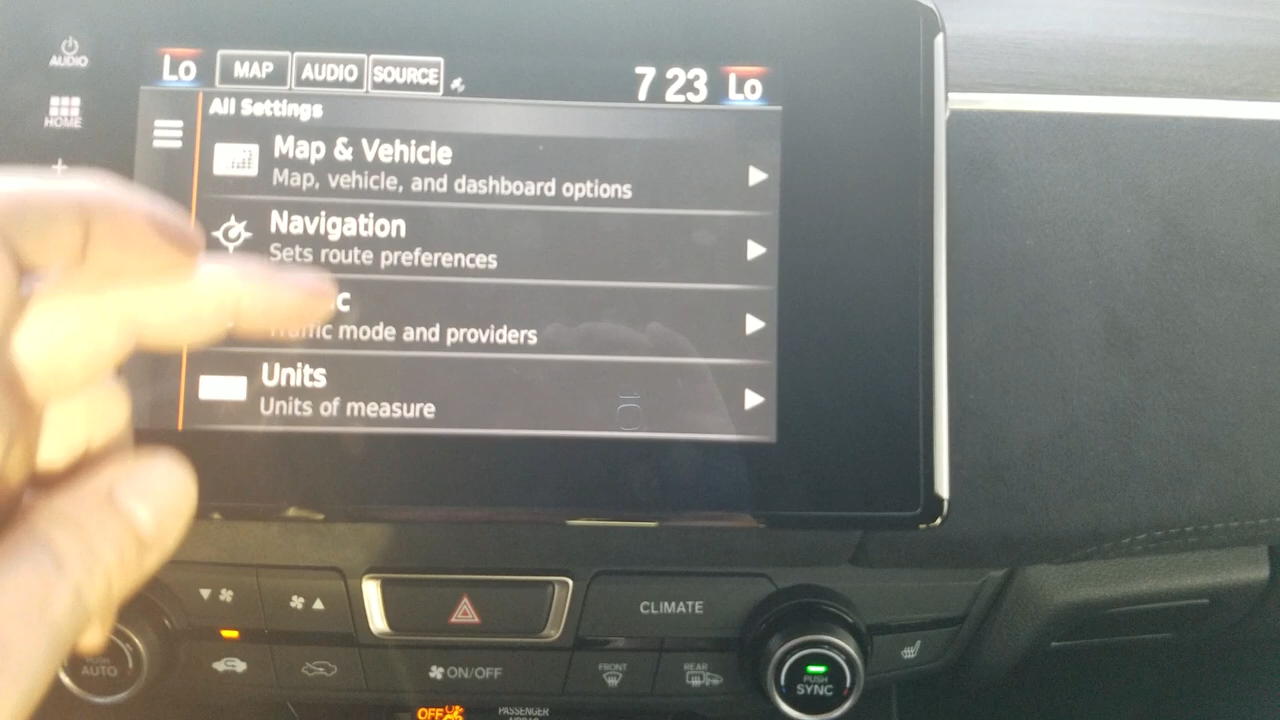 AUDIO
HOME
+
Lo MAP AUDIO SOURCE 7 23 Lo
All Settings
Map & Vehicle
Map, vehicle, and dashboard options
Navigation
Sets route preferences
Traffic mode and providers
Units
Units of measure
CLIMATE
PUSH
AUTO
ON/OFF
FRONT
REAR
PUSH
SYNC
OFF
PASSENGER